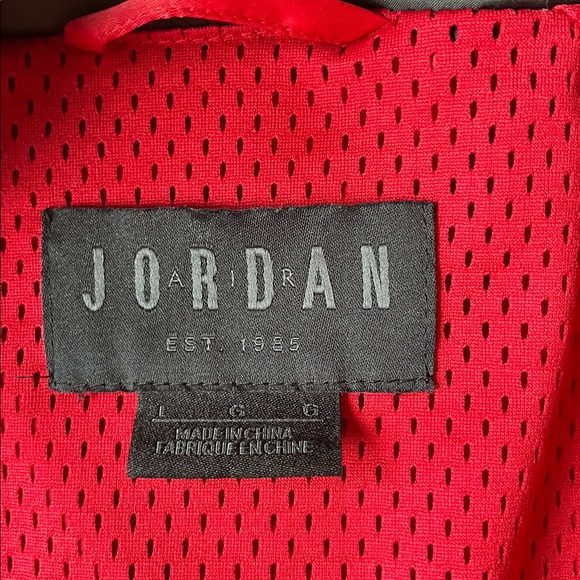 JORDAN
AIR
EST. 1985
L G G
MADE IN CHINA
FABRIQUE EN CHINE